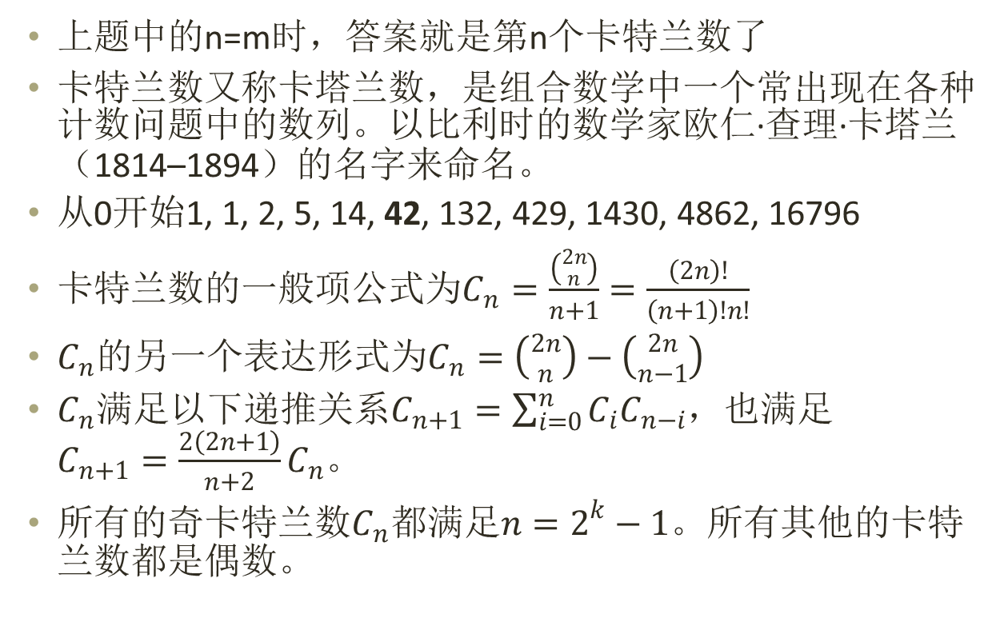 • 上题中的n=m时，答案就是第n个卡特兰数了
• 卡特兰数又称卡塔兰数，是组合数学中一个常出现在各种
计数问题中的数列。以比利时的数学家欧仁·查理·卡塔兰
（1814–1894）的名字来命名。
• 从0开始1, 1, 2, 5, 14, 42, 132, 429, 1430, 4862, 16796
• 卡特兰数的一般项公式为$C_n = \frac{\binom{2n}{n}}{n+1} = \frac{(2n)!}{(n+1)!n!}$
• $C_n$的另一个表达形式为$C_n = \binom{2n}{n} - \binom{2n}{n-1}$
• $C_n$满足以下递推关系$C_{n+1} = \sum_{i=0}^{n} C_i C_{n-i}$，也满足
$C_{n+1} = \frac{2(2n+1)}{n+2} C_n$。
• 所有的奇卡特兰数$C_n$都满足$n = 2^k - 1$。所有其他的卡特
兰数都是偶数。